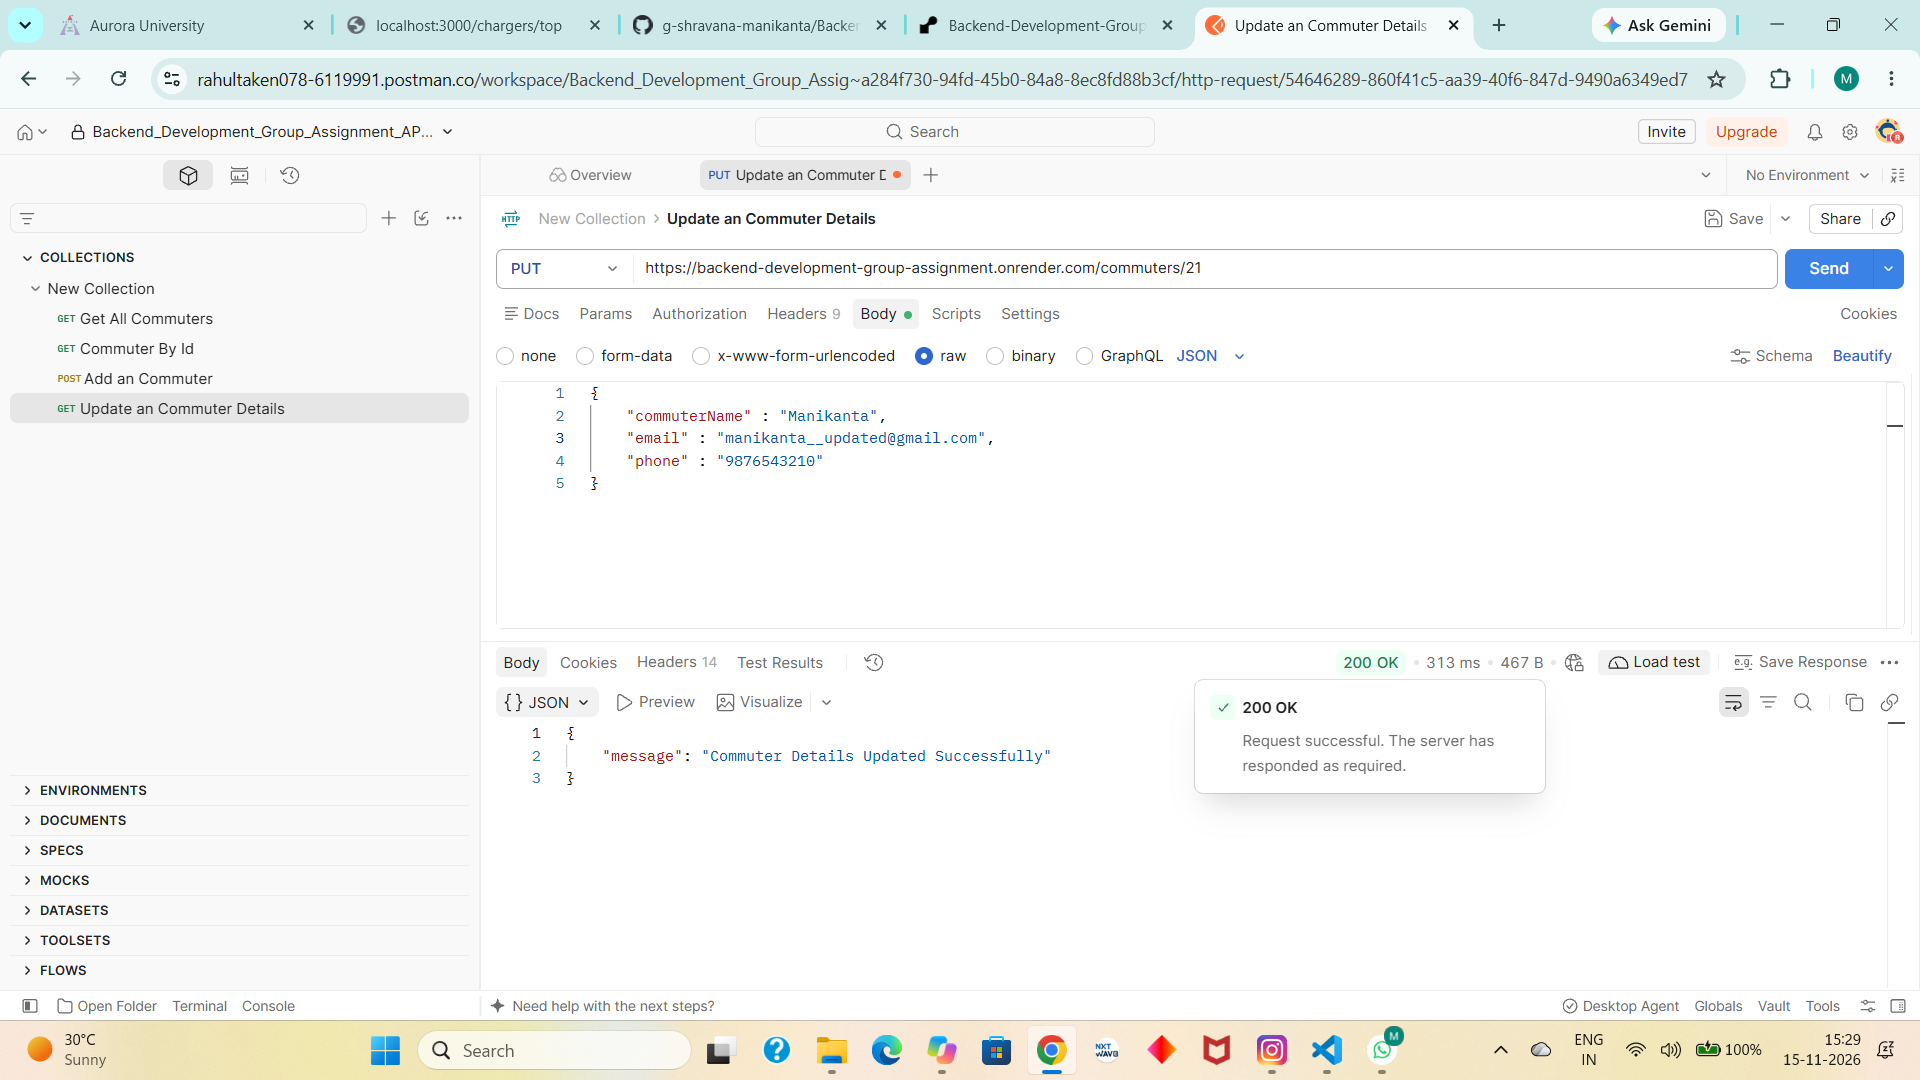 Aurora University
localhost:3000/chargers/top
g-shravana-manikanta/Backer
Backend-Development-Group
Update an Commuter Details
Ask Gemini
rahultaken078-6119991.postman.co/workspace/Backend_Development_Group_Assig~a284f730-94fd-45b0-84a8-8ec8fd88b3cf/http-request/54646289-860f41c5-aa39-40f6-847d-9490a6349ed7
M
Backend_Development_Group_Assignment_AP...
Search
Invite
Upgrade
Overview
PUT Update an Commuter D
No Environment
HTTP New Collection > Update an Commuter Details
Save
Share
COLLECTIONS
New Collection
GET Get All Commuters
GET Commuter By Id
POST Add an Commuter
GET Update an Commuter Details
PUT
https://backend-development-group-assignment.onrender.com/commuters/21
Send
Docs Params Authorization Headers 9 Body Scripts Settings
Cookies
none form-data x-www-form-urlencoded raw binary GraphQL JSON
Schema Beautify
1 {
2 "commuterName" : "Manikanta",
3 "email" : "manikanta__updated@gmail.com",
4 "phone" : "9876543210"
5 }
Body Cookies Headers 14 Test Results
200 OK • 313 ms • 467 B
Load test
e.g. Save Response
{} JSON Preview Visualize
1 {
2 "message": "Commuter Details Updated Successfully"
3 }
200 OK
Request successful. The server has
responded as required.
ENVIRONMENTS
DOCUMENTS
SPECS
MOCKS
DATASETS
TOOLSETS
FLOWS
Open Folder Terminal Console
Need help with the next steps?
Desktop Agent Globals Vault Tools
30°C
Sunny
Search
NXT
WAVE
M
ENG
IN
100%
15:29
15-11-2026